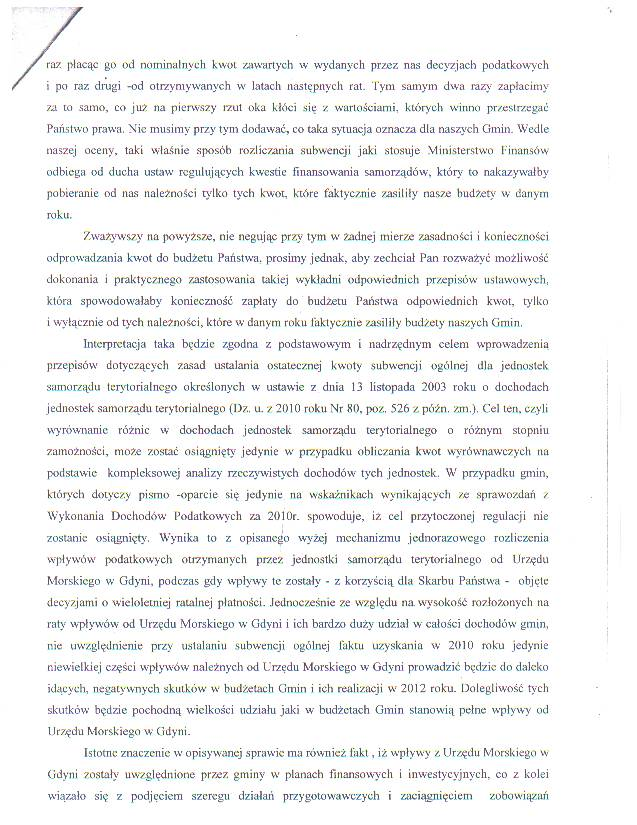 raz płacąc go od nominalnych kwot zawartych w wydanych przez nas decyzjach podatkowych
i po raz drugi -od otrzymywanych w latach następnych rat. Tym samym dwa razy zapłacimy
za to samo, co już na pierwszy rzut oka kłóci się z wartościami, których winno przestrzegać
Państwo prawa. Nie musimy przy tym dodawać, co taka sytuacja oznacza dla naszych Gmin. Wedle
naszej oceny, taki właśnie sposób rozliczania subwencji jaki stosuje Ministerstwo Finansów
odbiega od ducha ustaw regulujących kwestie finansowania samorządów, który to nakazywałby
pobieranie od nas należności tylko tych kwot, które faktycznie zasiliły nasze budżety w danym
roku.
Zważywszy na powyższe, nie negując przy tym w żadnej mierze zasadności i konieczności
odprowadzania kwot do budżetu Państwa, prosimy jednak, aby zechciał Pan rozważyć możliwość
dokonania i praktycznego zastosowania takiej wykładni odpowiednich przepisów ustawowych,
która spowodowałaby konieczność zapłaty do budżetu Państwa odpowiednich kwot, tylko
i wyłącznie od tych należności, które w danym roku faktycznie zasiliły budżety naszych Gmin.
Interpretacja taka będzie zgodna z podstawowym i nadrzędnym celem wprowadzenia
przepisów dotyczących zasad ustalania ostatecznej kwoty subwencji ogólnej dla jednostek
samorządu terytorialnego określonych w ustawie z dnia 13 listopada 2003 roku o dochodach
jednostek samorządu terytorialnego (Dz. u. z 2010 roku Nr 80, poz. 526 z późn. zm.). Cel ten, czyli
wyrównanie różnic w dochodach jednostek samorządu terytorialnego o różnym stopniu
zamożności, może zostać osiągnięty jedynie w przypadku obliczania kwot wyrównawczych na
podstawie kompleksowej analizy rzeczywistych dochodów tych jednostek. W przypadku gmin,
których dotyczy pismo -oparcie się jedynie na wskaźnikach wynikających ze sprawozdań z
Wykonania Dochodów Podatkowych za 2010r. spowoduje, iż cel przytoczonej regulacji nie
zostanie osiągnięty. Wynika to z opisanego wyżej mechanizmu jednorazowego rozliczenia
wpływów podatkowych otrzymanych przez jednostki samorządu terytorialnego od Urzędu
Morskiego w Gdyni, podczas gdy wpływy te zostały - z korzyścią dla Skarbu Państwa - objęte
decyzjami o wieloletniej ratalnej płatności. Jednocześnie ze względu na wysokość rozłożonych na
raty wpływów od Urzędu Morskiego w Gdyni i ich bardzo duży udział w całości dochodów gmin,
nie uwzględnienie przy ustalaniu subwencji ogólnej faktu uzyskania w 2010 roku jedynie
niewielkiej części wpływów należnych od Urzędu Morskiego w Gdyni prowadzić będzie do daleko
idących, negatywnych skutków w budżetach Gmin i ich realizacji w 2012 roku. Dolegliwość tych
skutków będzie pochodną wielkości udziału jaki w budżetach Gmin stanowią pełne wpływy od
Urzędu Morskiego w Gdyni.
Istotne znaczenie w opisywanej sprawie ma również fakt , iż wpływy z Urzędu Morskiego w
Gdyni zostały uwzględnione przez gminy w planach finansowych i inwestycyjnych, co z kolei
wiązało się z podjęciem szeregu działań przygotowawczych i zaciągnięciem zobowiązań